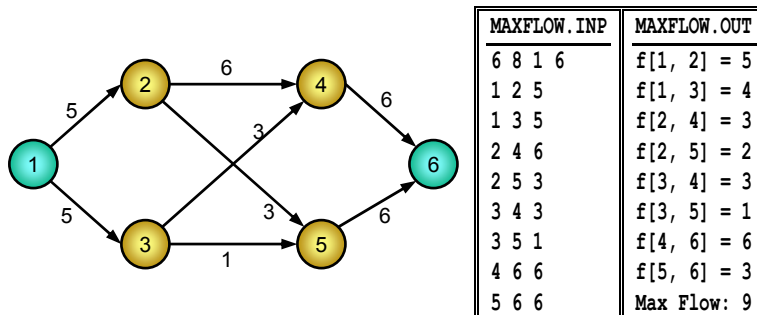 MAXFLOW.INP MAXFLOW.OUT
6 8 1 6 f[1, 2] = 5
1 2 5 f[1, 3] = 4
1 3 5 f[2, 4] = 3
2 4 6 f[2, 5] = 2
2 5 3 f[3, 4] = 3
3 4 3 f[3, 5] = 1
3 5 1 f[4, 6] = 6
4 6 6 f[5, 6] = 3
5 6 6 Max Flow: 9
6
2 4
5 6
3
1 6
5 3 6
3 5
1